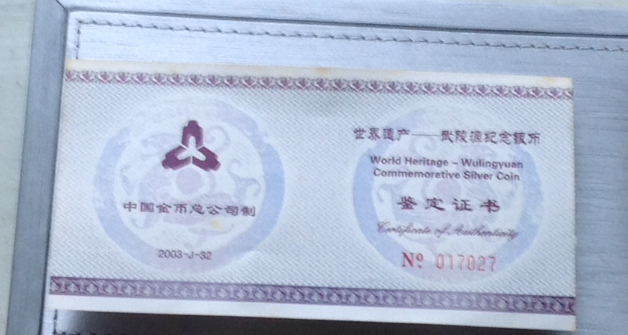 中国金币总公司制
2003-J-32
世界遗产——武陵源纪念银币
World Heritage - Wulingyuan
Commemorative Silver Coin
鉴定证书
Certificate of Authenticity
Nº 017027